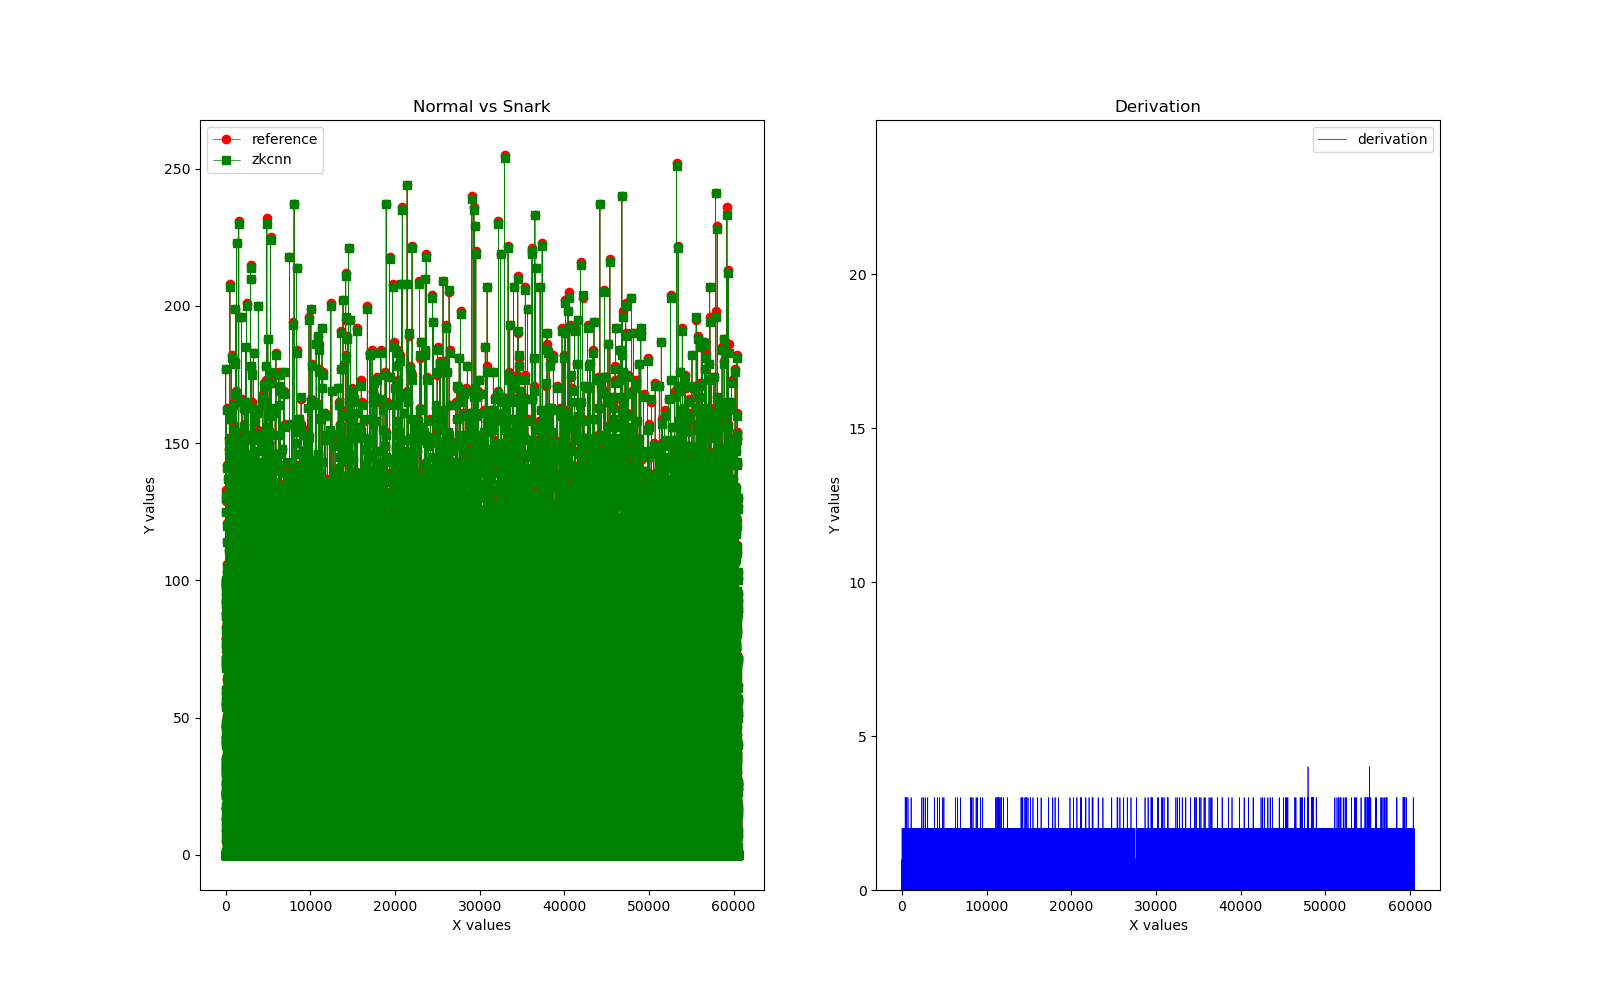 Normal vs Snark
reference
zkcnn
250
200
150
100
50
0
Y values
0 10000 20000 30000 40000 50000 60000
X values
Derivation
derivation
20
15
10
5
0
Y values
0 10000 20000 30000 40000 50000 60000
X values